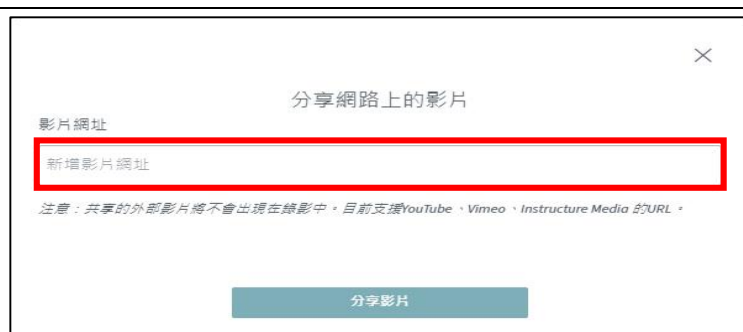 分享網路上的影片
影片網址
新增影片網址
注意：共享的外部影片將不會出現在錄影中。目前支援YouTube、Vimeo、Instructure Media 的URL。
分享影片